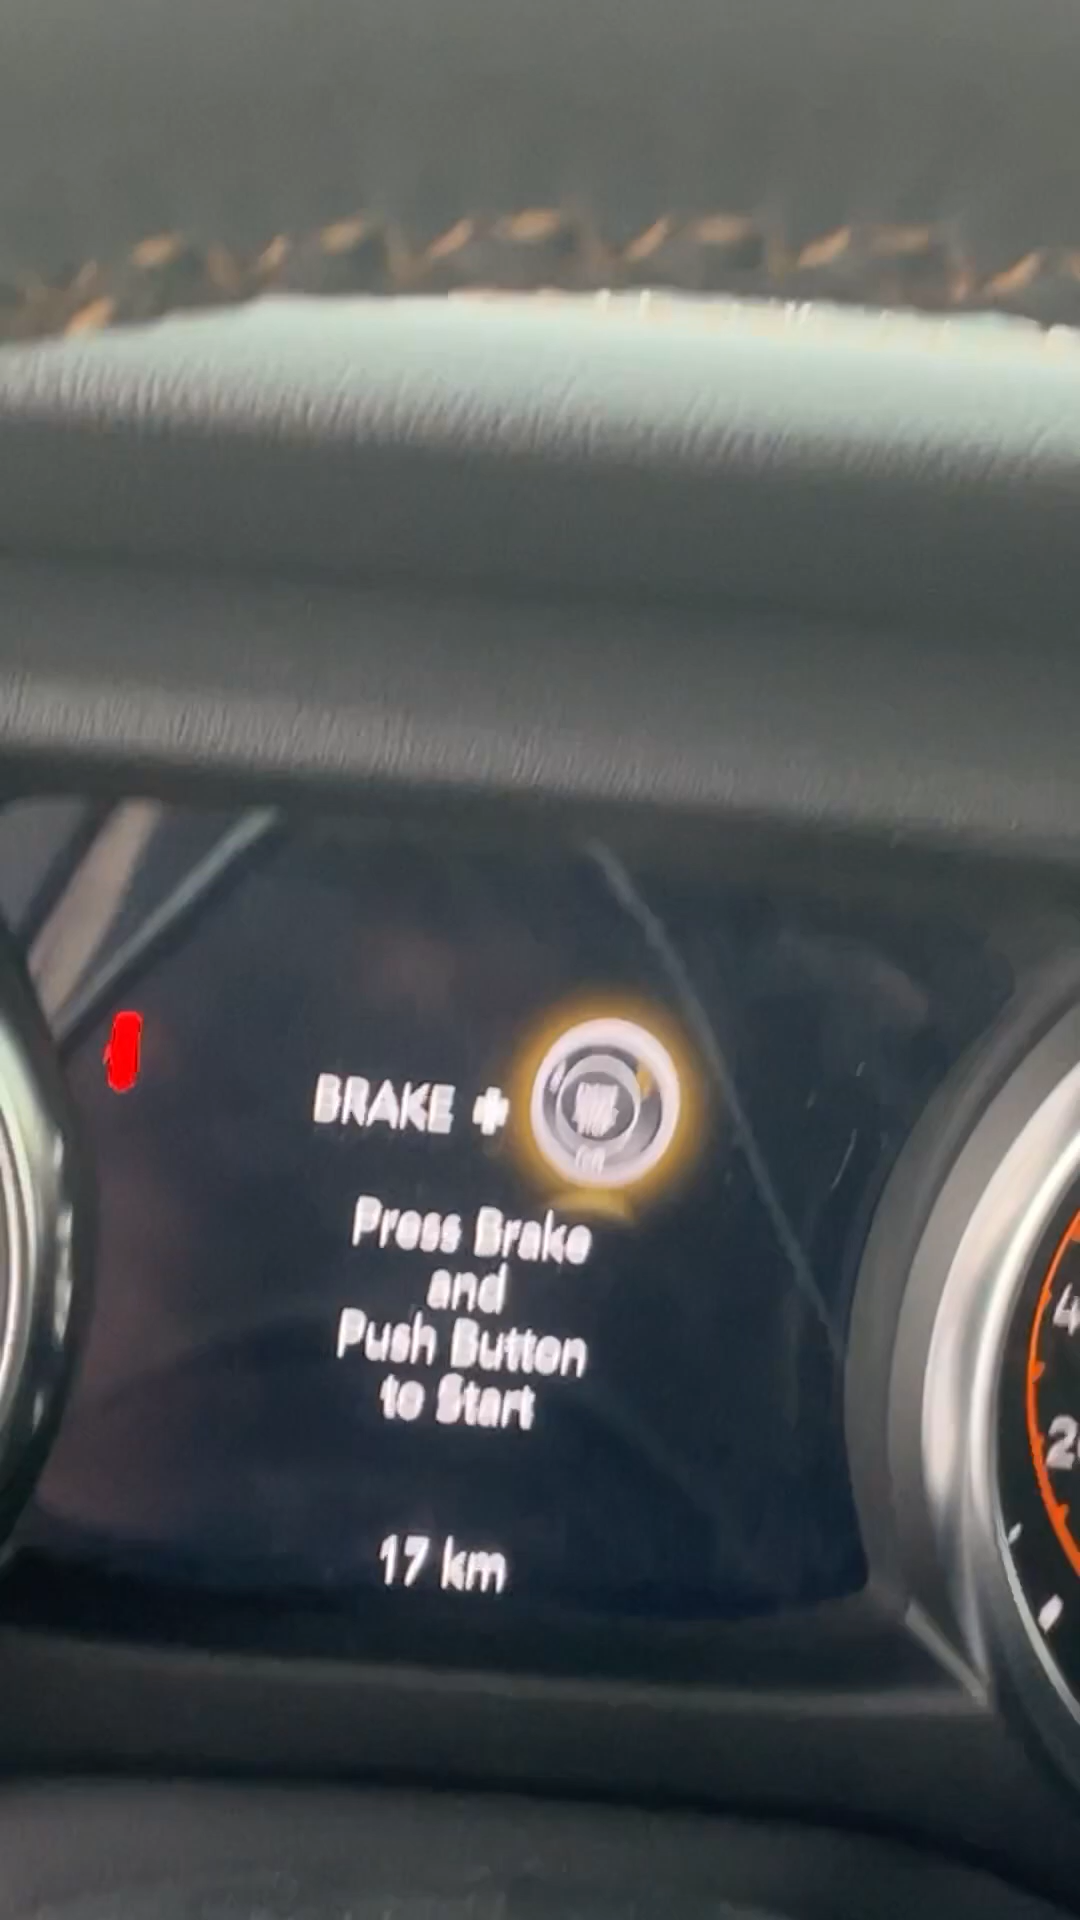 BRAKE +
Press Brake
and
Push Button
to Start
17 km